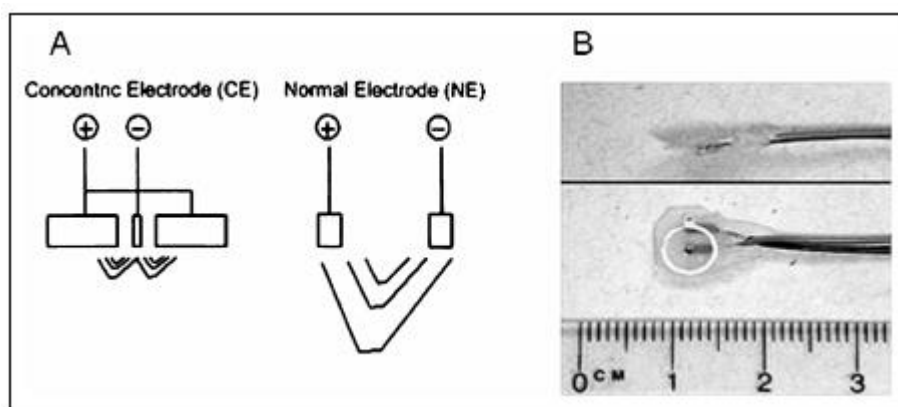 A
B
Concentric Electrode (CE)
Normal Electrode (NE)
+ − + −
0 CM 1 2 3